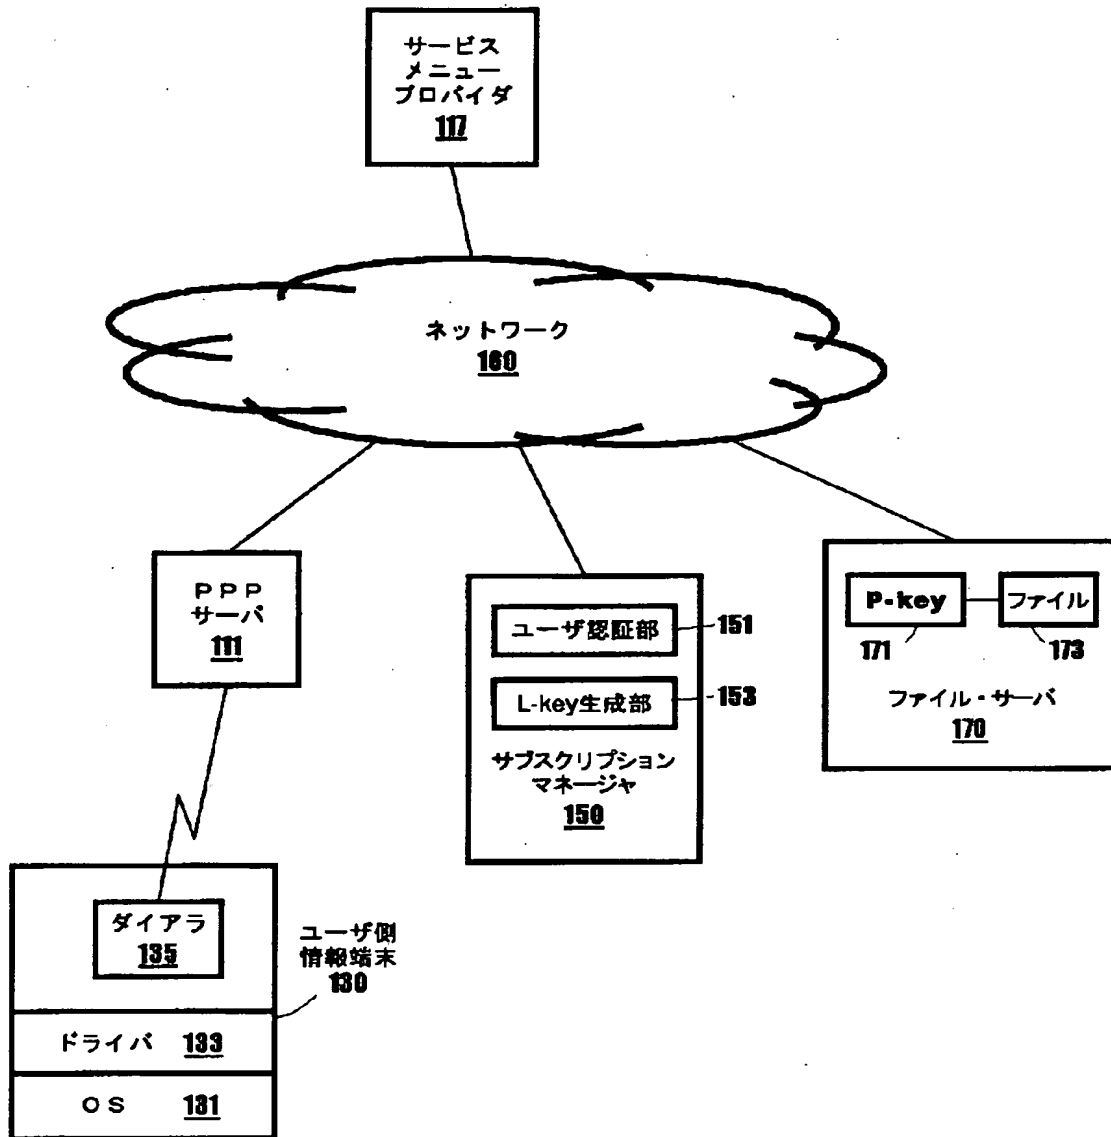 サービス
メニュー
プロバイダ
117
ネットワーク
160
PPP
サーバ
111
ユーザ認証部
151
L-key生成部
153
サブスクリプション
マネージャ
150
P-key
ファイル
171
173
ファイル・サーバ
170
ダイアラ
135
ユーザ側
情報端末
130
ドライバ 133
OS 131